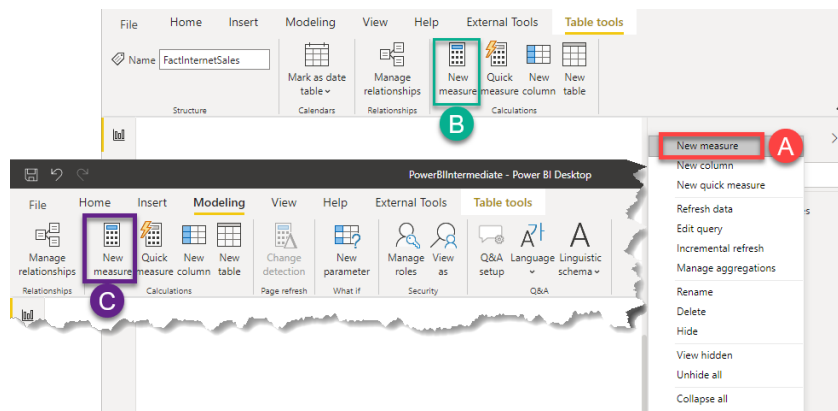 File Home Insert Modeling View Help External Tools Table tools
Name FactInternetSales
Mark as date
table
Manage
relationships
New
measure
Quick
measure
New
column
New
table
Structure Calendars Relationships Calculations
B
New measure
A
New column
New quick measure
Refresh data
Edit query
Incremental refresh
Manage aggregations
Rename
Delete
Hide
View hidden
Unhide all
Collapse all
PowerBIIntermediate - Power BI Desktop
File Home Insert Modeling View Help External Tools Table tools
Manage
relationships
New
measure
Quick
measure
New
column
New
table
Change
detection
New
parameter
Manage
roles
View
as
Q&A
setup
Language
Linguistic
schema
Relationships Calculations Page refresh What if Security Q&A
C